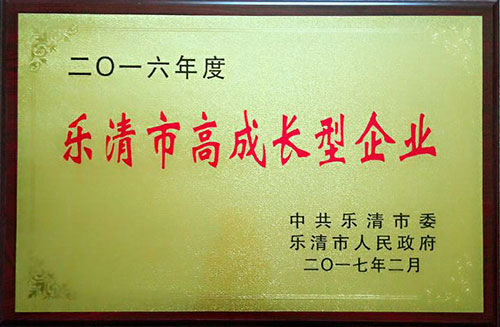 二〇一六年度
乐清市高成长型企业
中共乐清市委
乐清市人民政府
二〇一七年二月